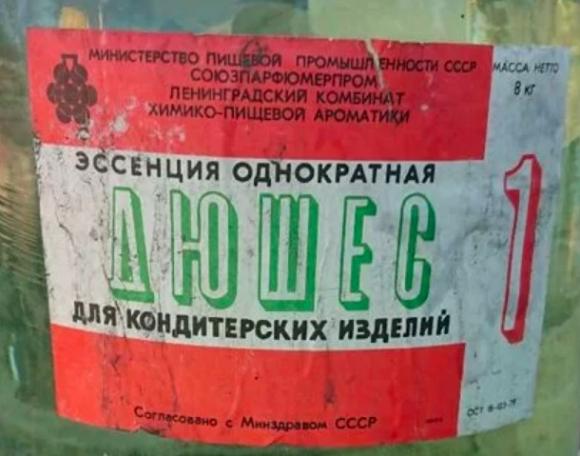 МИНИСТЕРСТВО ПИЩЕВОЙ ПРОМЫШЛЕННОСТИ СССР
СОЮЗПАРФЮМЕРПРОМ
ЛЕНИНГРАДСКИЙ КОМБИНАТ
ХИМИКО-ПИЩЕВОЙ АРОМАТИКИ
ЭССЕНЦИЯ ОДНОКРАТНАЯ
ДЮШЕС
ДЛЯ КОНДИТЕРСКИХ ИЗДЕЛИЙ
Согласовано с Минздравом СССР
МАССА НЕТТО
8 кг
1
ОСТ